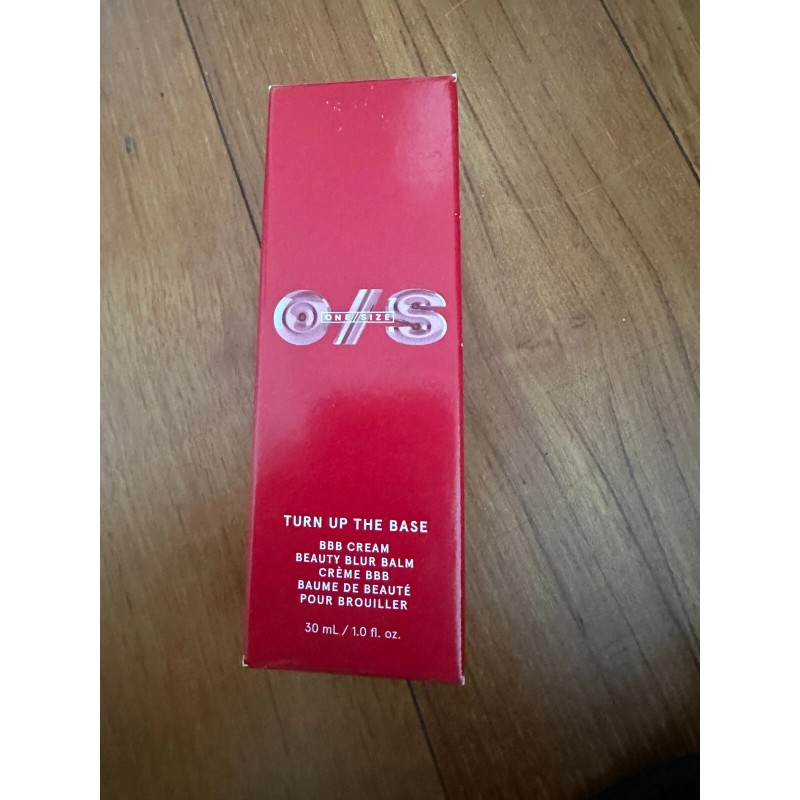 O/S
ONE/SIZE
TURN UP THE BASE
BBB CREAM
BEAUTY BLUR BALM
CRÈME BBB
BAUME DE BEAUTÉ
POUR BROUILLER
30 mL / 1.0 fl. oz.